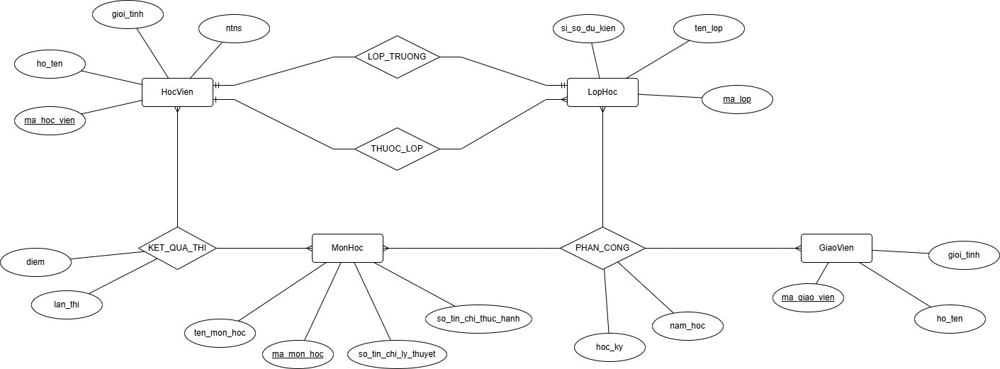 gioi_tinh
ntns
si_so_du_kien
ten_lop
ho_ten
LOP_TRUONG
HocVien
LopHoc
ma_lop
ma_hoc_vien
THUOC_LOP
KET_QUA_THI
MonHoc
PHAN_CONG
GiaoVien
gioi_tinh
diem
lan_thi
ma_giao_vien
ho_ten
so_tin_chi_thuc_hanh
nam_hoc
ten_mon_hoc
hoc_ky
ma_mon_hoc
so_tin_chi_ly_thuyet